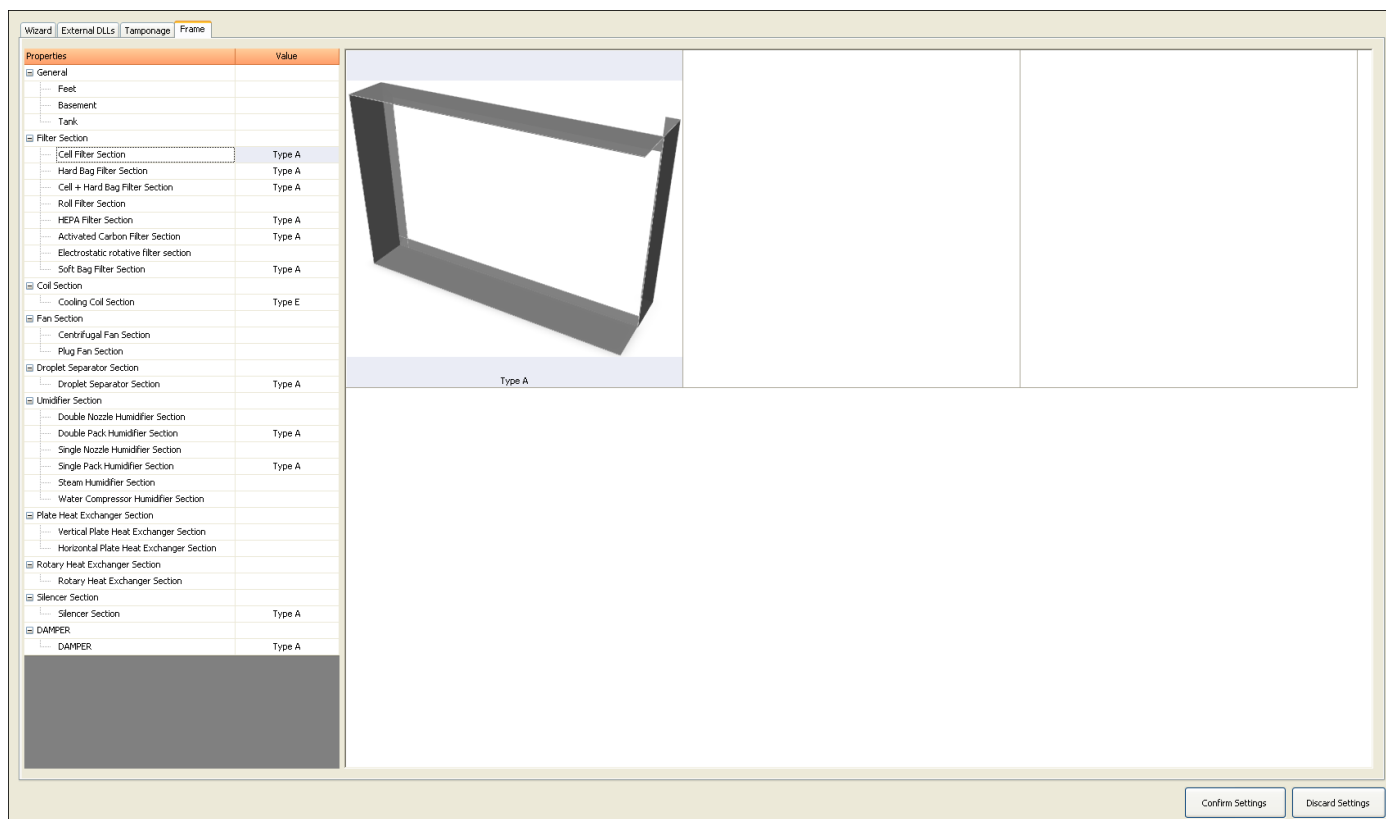 Wizard External DLLs Tamponage Frame
Properties Value
General
Feet
Basement
Tank
Filter Section
Cell Filter Section Type A
Hard Bag Filter Section Type A
Cell + Hard Bag Filter Section Type A
Roll Filter Section
HEPA Filter Section Type A
Activated Carbon Filter Section Type A
Electrostatic rotative filter section
Soft Bag Filter Section Type A
Coil Section
Cooling Coil Section Type E
Fan Section
Centrifugal Fan Section
Plug Fan Section
Droplet Separator Section
Droplet Separator Section Type A
Umidifier Section
Double Nozzle Humidifier Section
Double Pack Humidifier Section Type A
Single Nozzle Humidifier Section
Single Pack Humidifier Section Type A
Steam Humidifier Section
Water Compressor Humidifier Section
Plate Heat Exchanger Section
Vertical Plate Heat Exchanger Section
Horizontal Plate Heat Exchanger Section
Rotary Heat Exchanger Section
Rotary Heat Exchanger Section
Silencer Section
Silencer Section Type A
DAMPER
DAMPER Type A
Type A
Confirm Settings Discard Settings